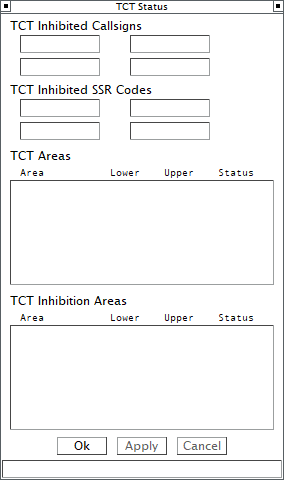 TCT Status
TCT Inhibited Callsigns
TCT Inhibited SSR Codes
TCT Areas
Area Lower Upper Status
TCT Inhibition Areas
Area Lower Upper Status
Ok Apply Cancel